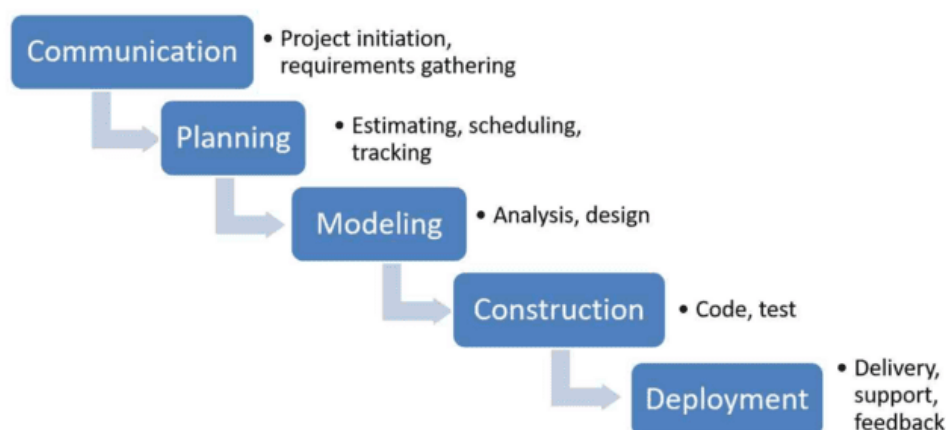 Communication
• Project initiation,
requirements gathering
Planning
• Estimating, scheduling,
tracking
Modeling
• Analysis, design
Construction
• Code, test
Deployment
• Delivery,
support,
feedback